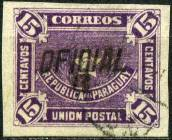 CORREOS
15 CENTAVOS
15 CENTAVOS
OFICIAL
REPUBLICA DEL PARAGUAY
15
15
UNION POSTAL